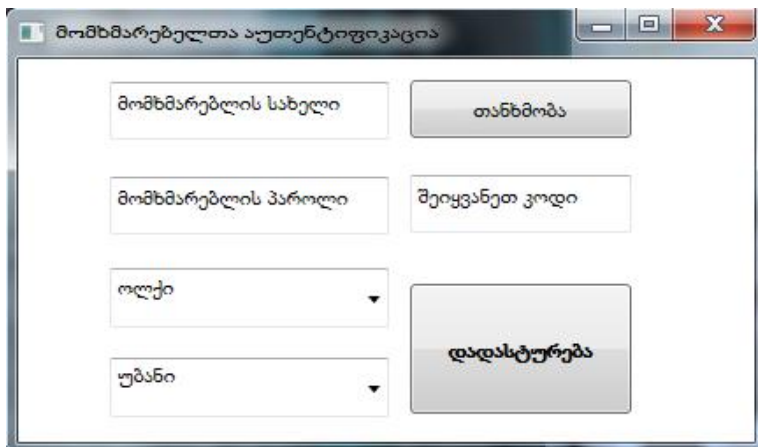 მომხმარებელთა აუთენტიფიკაცია
მომხმარებლის სახელი
თანხმობა
მომხმარებლის პაროლი
შეიყვანეთ კოდი
ოლქი
უბანი
დადასტურება